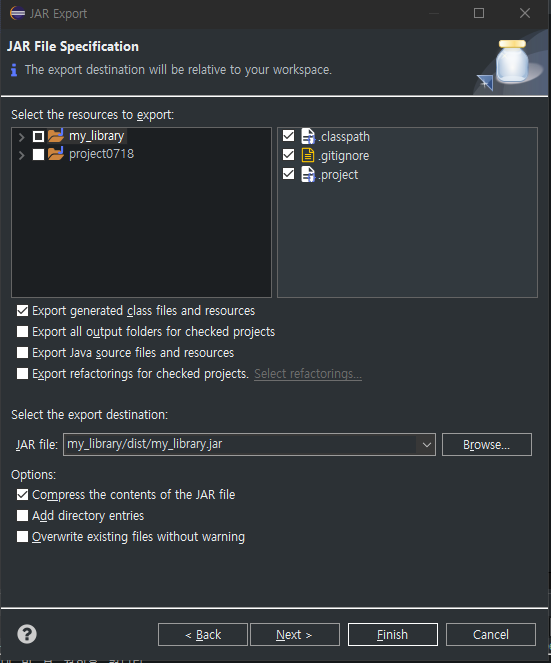 JAR Export
JAR File Specification
The export destination will be relative to your workspace.
Select the resources to export:
my_library
project0718
.classpath
.gitignore
.project
Export generated class files and resources
Export all output folders for checked projects
Export Java source files and resources
Export refactorings for checked projects. Select refactorings...
Select the export destination:
JAR file: my_library/dist/my_library.jar Browse...
Options:
Compress the contents of the JAR file
Add directory entries
Overwrite existing files without warning
? < Back Next > Finish Cancel